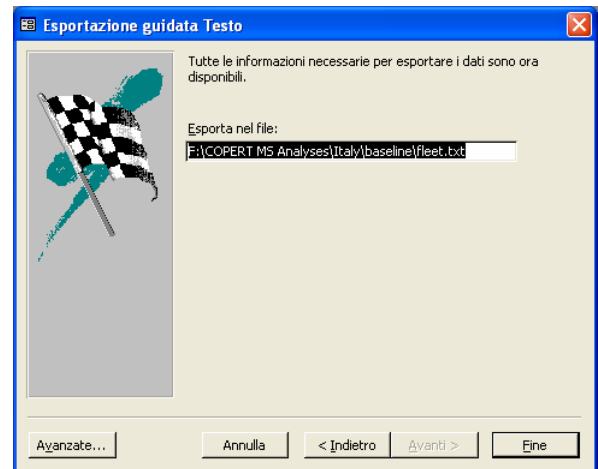 Esportazione guidata Testo
Tutte le informazioni necessarie per esportare i dati sono ora
disponibili.
Esporta nel file:
F:\COPERT MS Analyses\Italy\baseline\fleet.txt
Avanzate...
Annulla
< Indietro
Avanti >
Fine